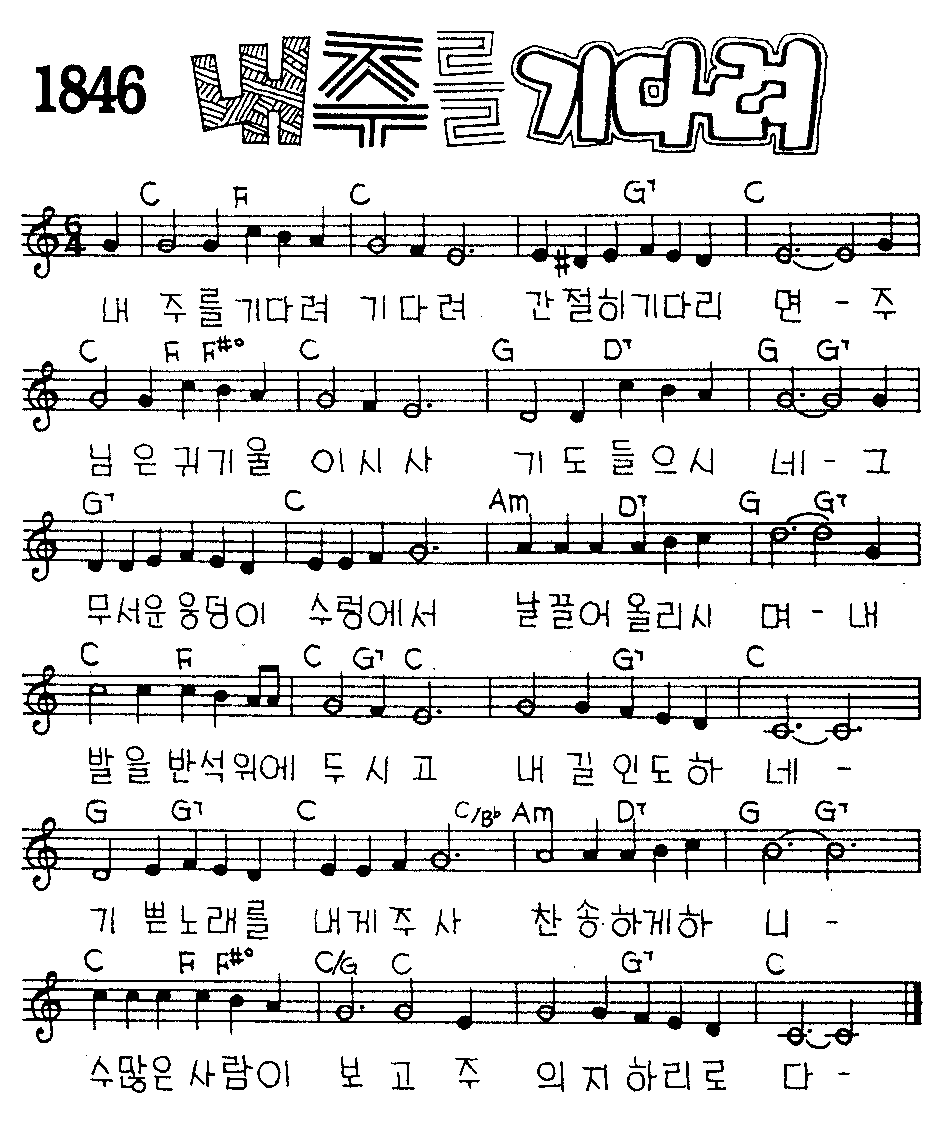 1846 내 주를 기다려
C F C G7 C
6 4
내 주를기다려 기다려 간절히기다리 면 - 주
C F F#° C G D7 G G7
님은귀기울 이시사 기도들으시 네 - 그
G7 C Am D7 G G7
무서운웅덩이 수렁에서 날끌어올리시 며 - 내
C F C G7 C G7 C
발을반석위에 두시고 내길인도하 네 -
G G7 C C/B♭ Am D7 G G7
기쁜노래를 내게주사 찬송하게하 니 -
C F F#° C/G C G7 C
수많은사람이 보고주 의지하리로 다 -